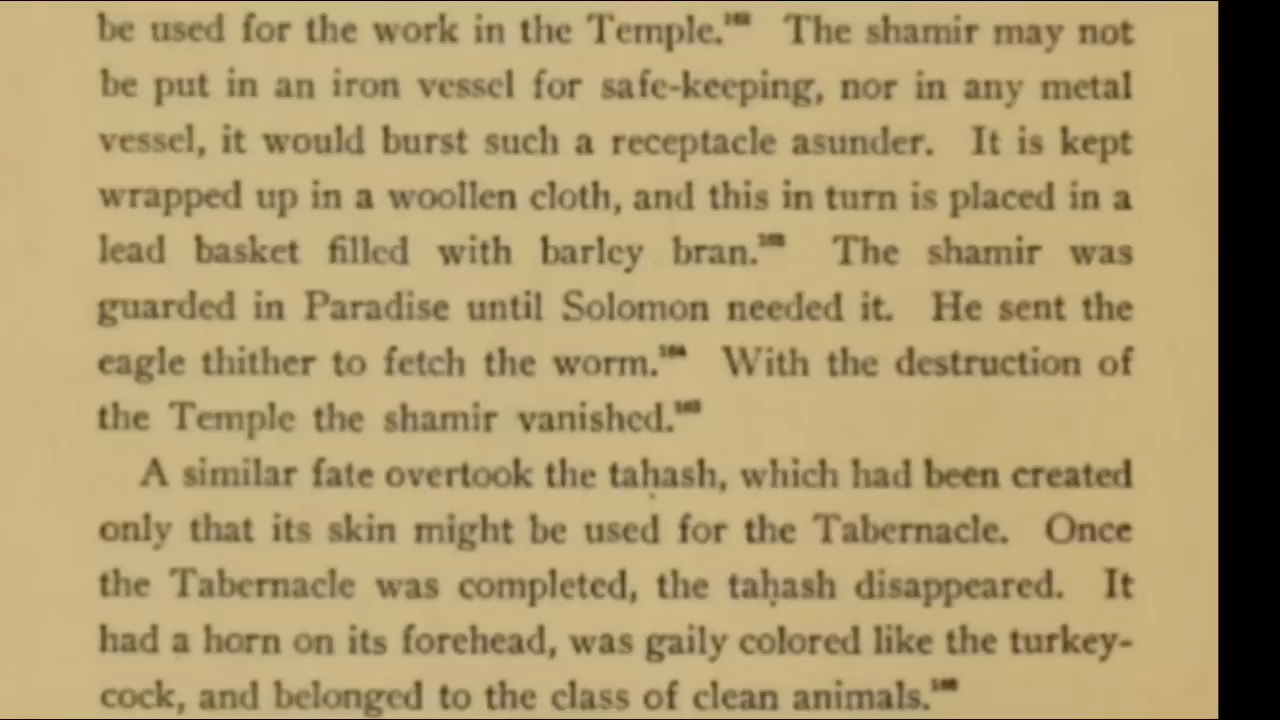 be used for the work in the Temple. The shamir may not
be put in an iron vessel for safe-keeping, nor in any metal
vessel, it would burst such a receptacle asunder. It is kept
wrapped up in a woollen cloth, and this in turn is placed in a
lead basket filled with barley bran. The shamir was
guarded in Paradise until Solomon needed it. He sent the
eagle thither to fetch the worm. With the destruction of
the Temple the shamir vanished.
A similar fate overtook the taḥash, which had been created
only that its skin might be used for the Tabernacle. Once
the Tabernacle was completed, the taḥash disappeared. It
had a horn on its forehead, was gaily colored like the turkey-
cock, and belonged to the class of clean animals.